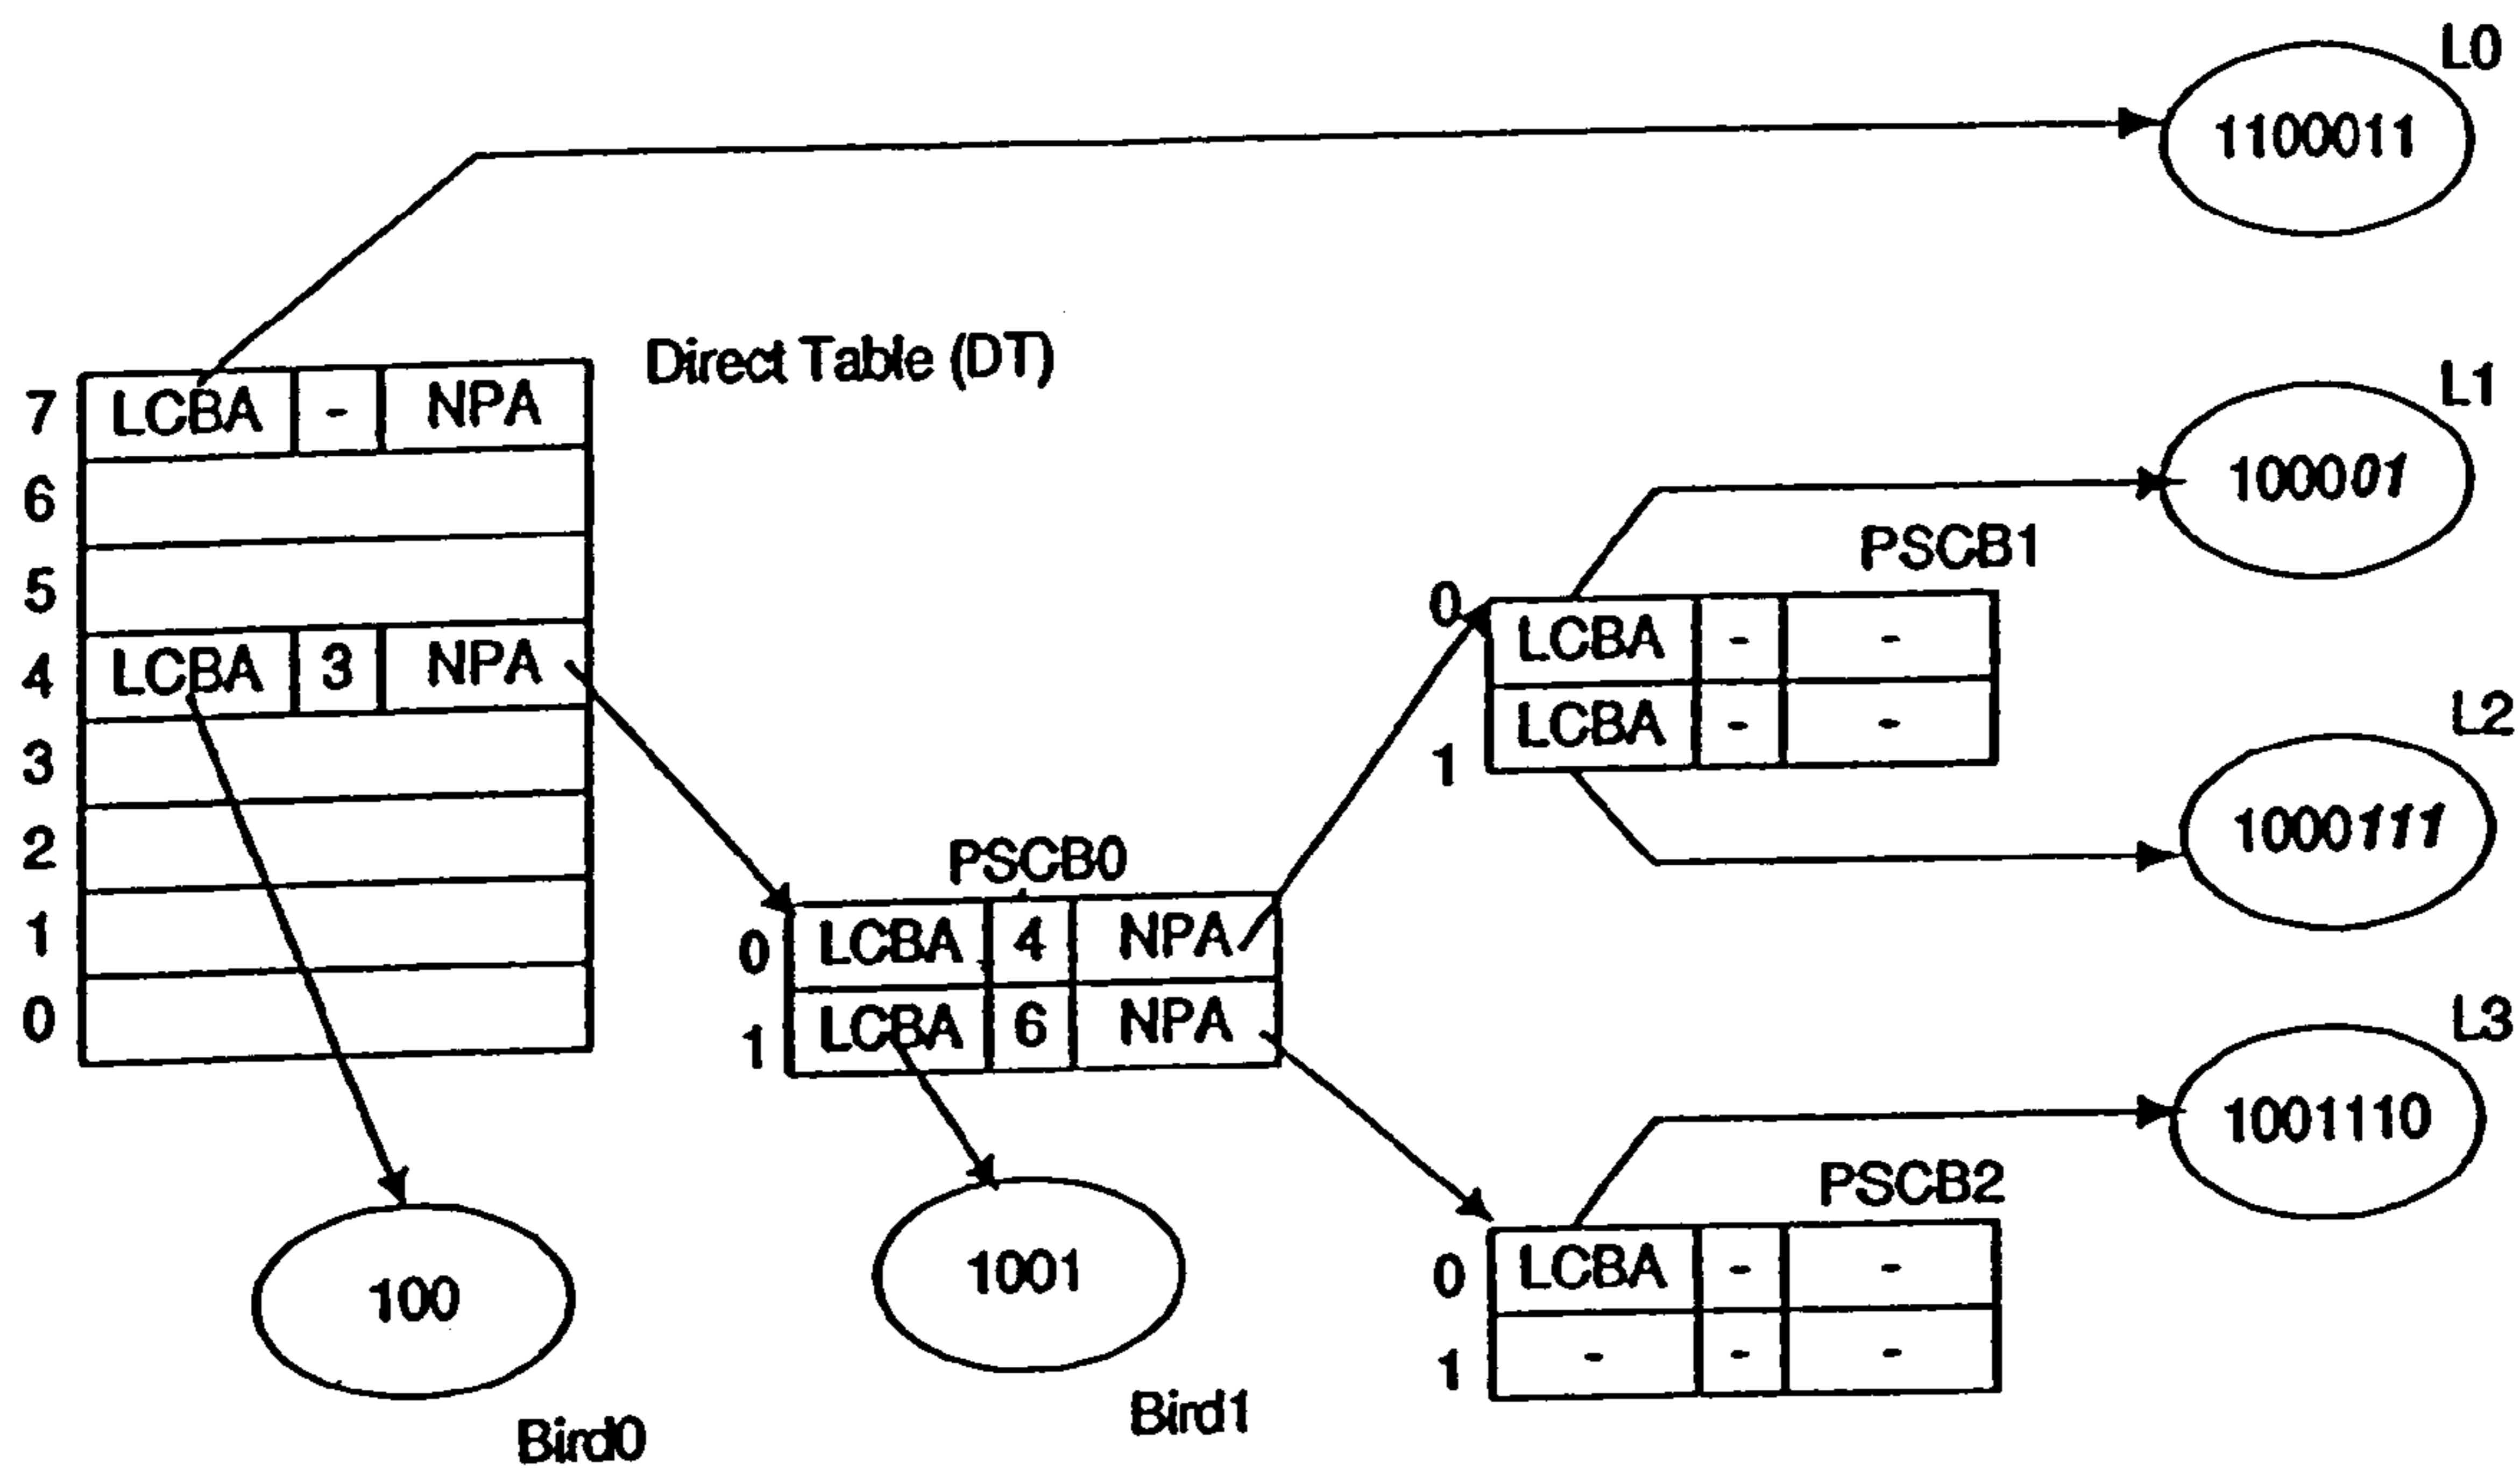 L0
1100011
Direct Table (DT)
7 LCBA - NPA
6
5
4 LCBA 3 NPA
3
2
1
0
L1
100001
PSCB1
0 LCBA - -
1 LCBA - -
L2
1000111
PSCB0
0 LCBA 4 NPA
1 LCBA 6 NPA
L3
1001110
PSCB2
0 LCBA - -
1 - - -
100
Bird0
1001
Bird1